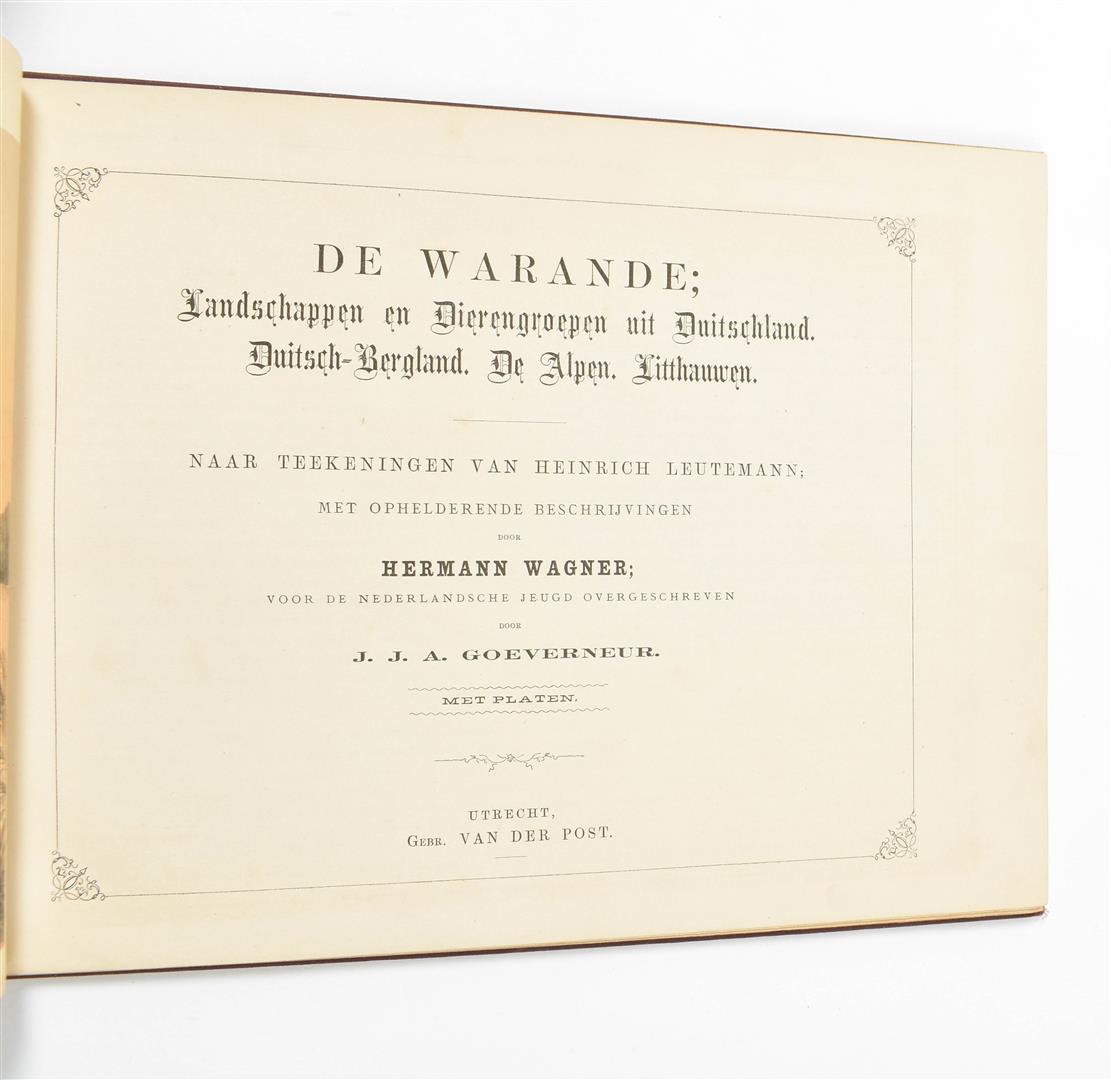 DE WARANDE;
Landschappen en Dierengroepen uit Duitschland.
Duitsch-Bergland. De Alpen. Litthauwen.
NAAR TEEKENINGEN VAN HEINRICH LEUTEMANN;
MET OPHELDERENDE BESCHRIJVINGEN
DOOR
HERMANN WAGNER;
VOOR DE NEDERLANDSCHE JEUGD OVERGESCHREVEN
DOOR
J. J. A. GOEVERNEUR.
MET PLATEN.
UTRECHT,
GEBR. VAN DER POST.